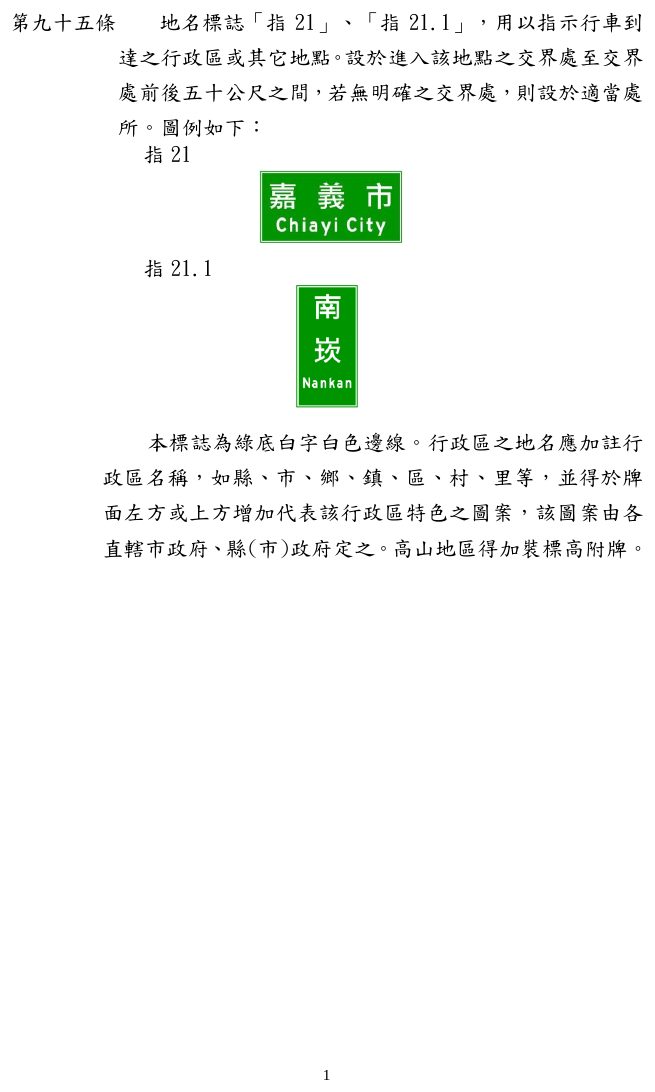 第九十五條　　地名標誌「指 21」、「指 21.1」，用以指示行車到
達之行政區或其它地點。設於進入該地點之交界處至交界
處前後五十公尺之間，若無明確之交界處，則設於適當處
所。圖例如下：
指 21
嘉義市
Chiayi City
指 21.1
南
崁
Nankan
本標誌為綠底白字白色邊線。行政區之地名應加註行
政區名稱，如縣、市、鄉、鎮、區、村、里等，並得於牌
面左方或上方增加代表該行政區特色之圖案，該圖案由各
直轄市政府、縣(市)政府定之。高山地區得加裝標高附牌。
1